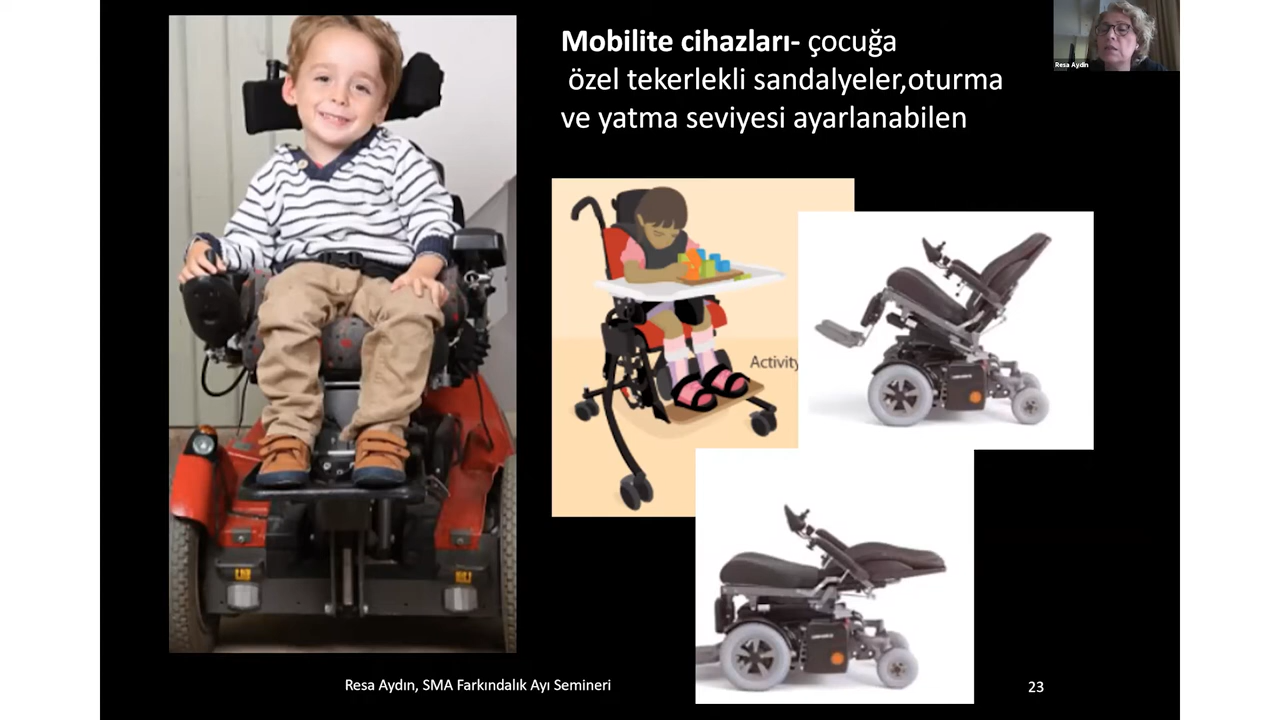 Mobilite cihazları- çocuğa
özel tekerlekli sandalyeler,oturma
ve yatma seviyesi ayarlanabilen
Resa Aydın
Activity
Resa Aydın, SMA Farkındalık Ayı Semineri
23